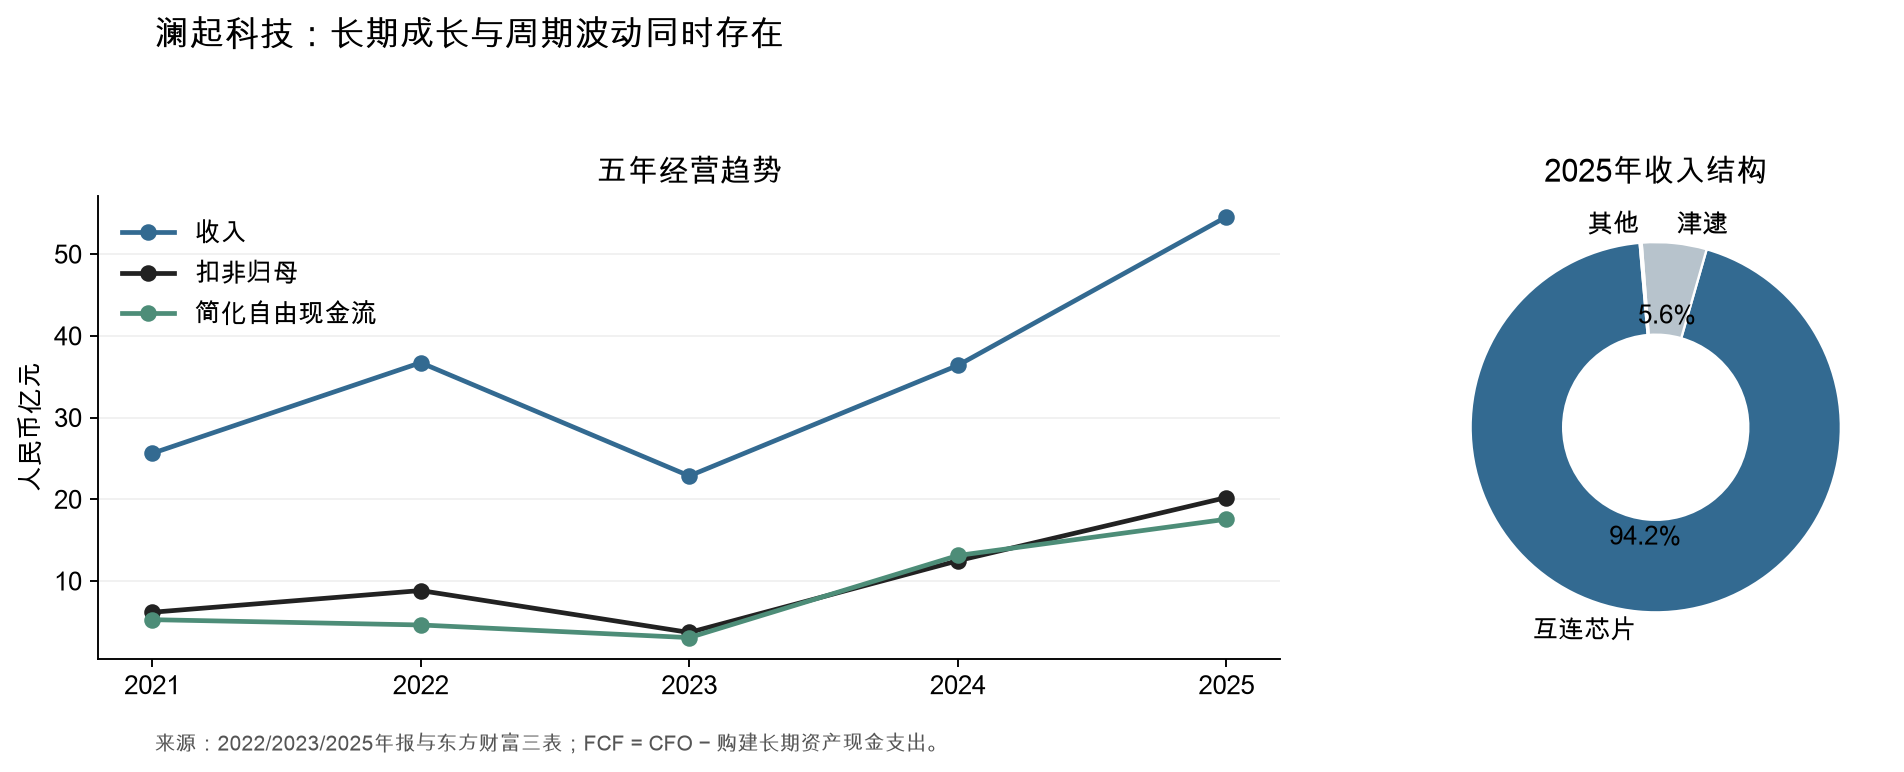 澜起科技：长期成长与周期波动同时存在
五年经营趋势
收入
扣非归母
简化自由现金流
人民币亿元
50
40
30
20
10
2021
2022
2023
2024
2025
2025年收入结构
其他
津逮
5.6%
94.2%
互连芯片
来源：2022/2023/2025年报与东方财富三表；FCF = CFO − 购建长期资产现金支出。